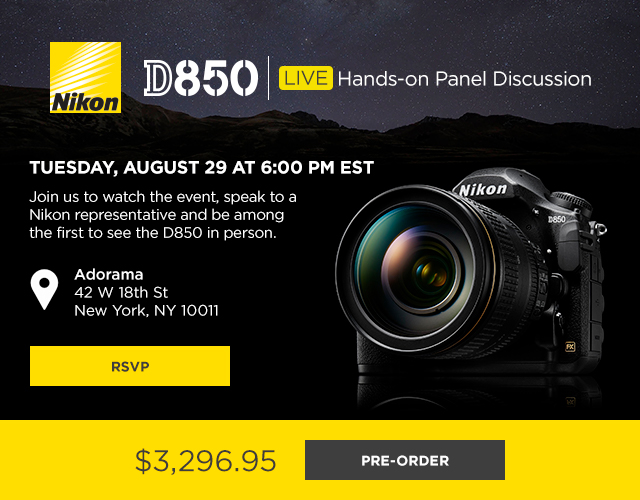 Nikon
D850
LIVE Hands-on Panel Discussion
TUESDAY, AUGUST 29 AT 6:00 PM EST
Join us to watch the event, speak to a
Nikon representative and be among
the first to see the D850 in person.
Adorama
42 W 18th St
New York, NY 10011
RSVP
Nikon
D850
FX
$3,296.95
PRE-ORDER